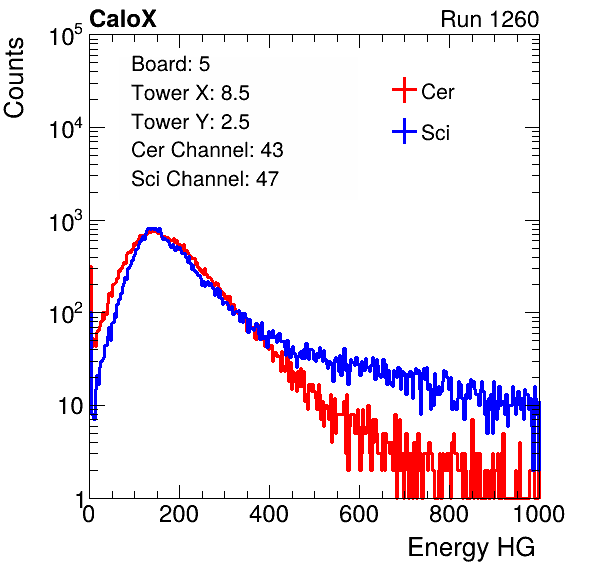 CaloX Run 1260
Counts
Board: 5
Tower X: 8.5
Tower Y: 2.5
Cer Channel: 43
Sci Channel: 47
Cer
Sci
10^5
10^4
10^3
10^2
10
1
0 200 400 600 800 1000
Energy HG